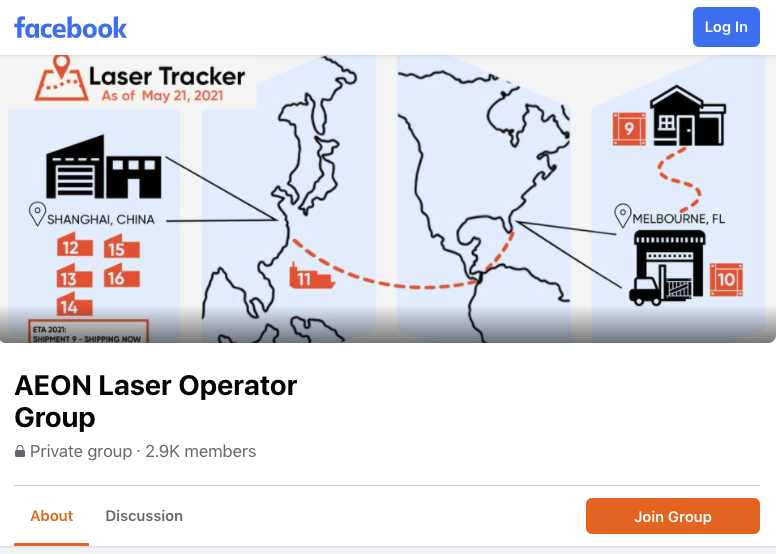 facebook
Log In
Laser Tracker
As of May 21, 2021
9
SHANGHAI, CHINA
MELBOURNE, FL
12
15
13
16
14
11
10
ETA 2021:
SHIPMENT 9 - SHIPPING NOW
AEON Laser Operator
Group
Private group · 2.9K members
About
Discussion
Join Group